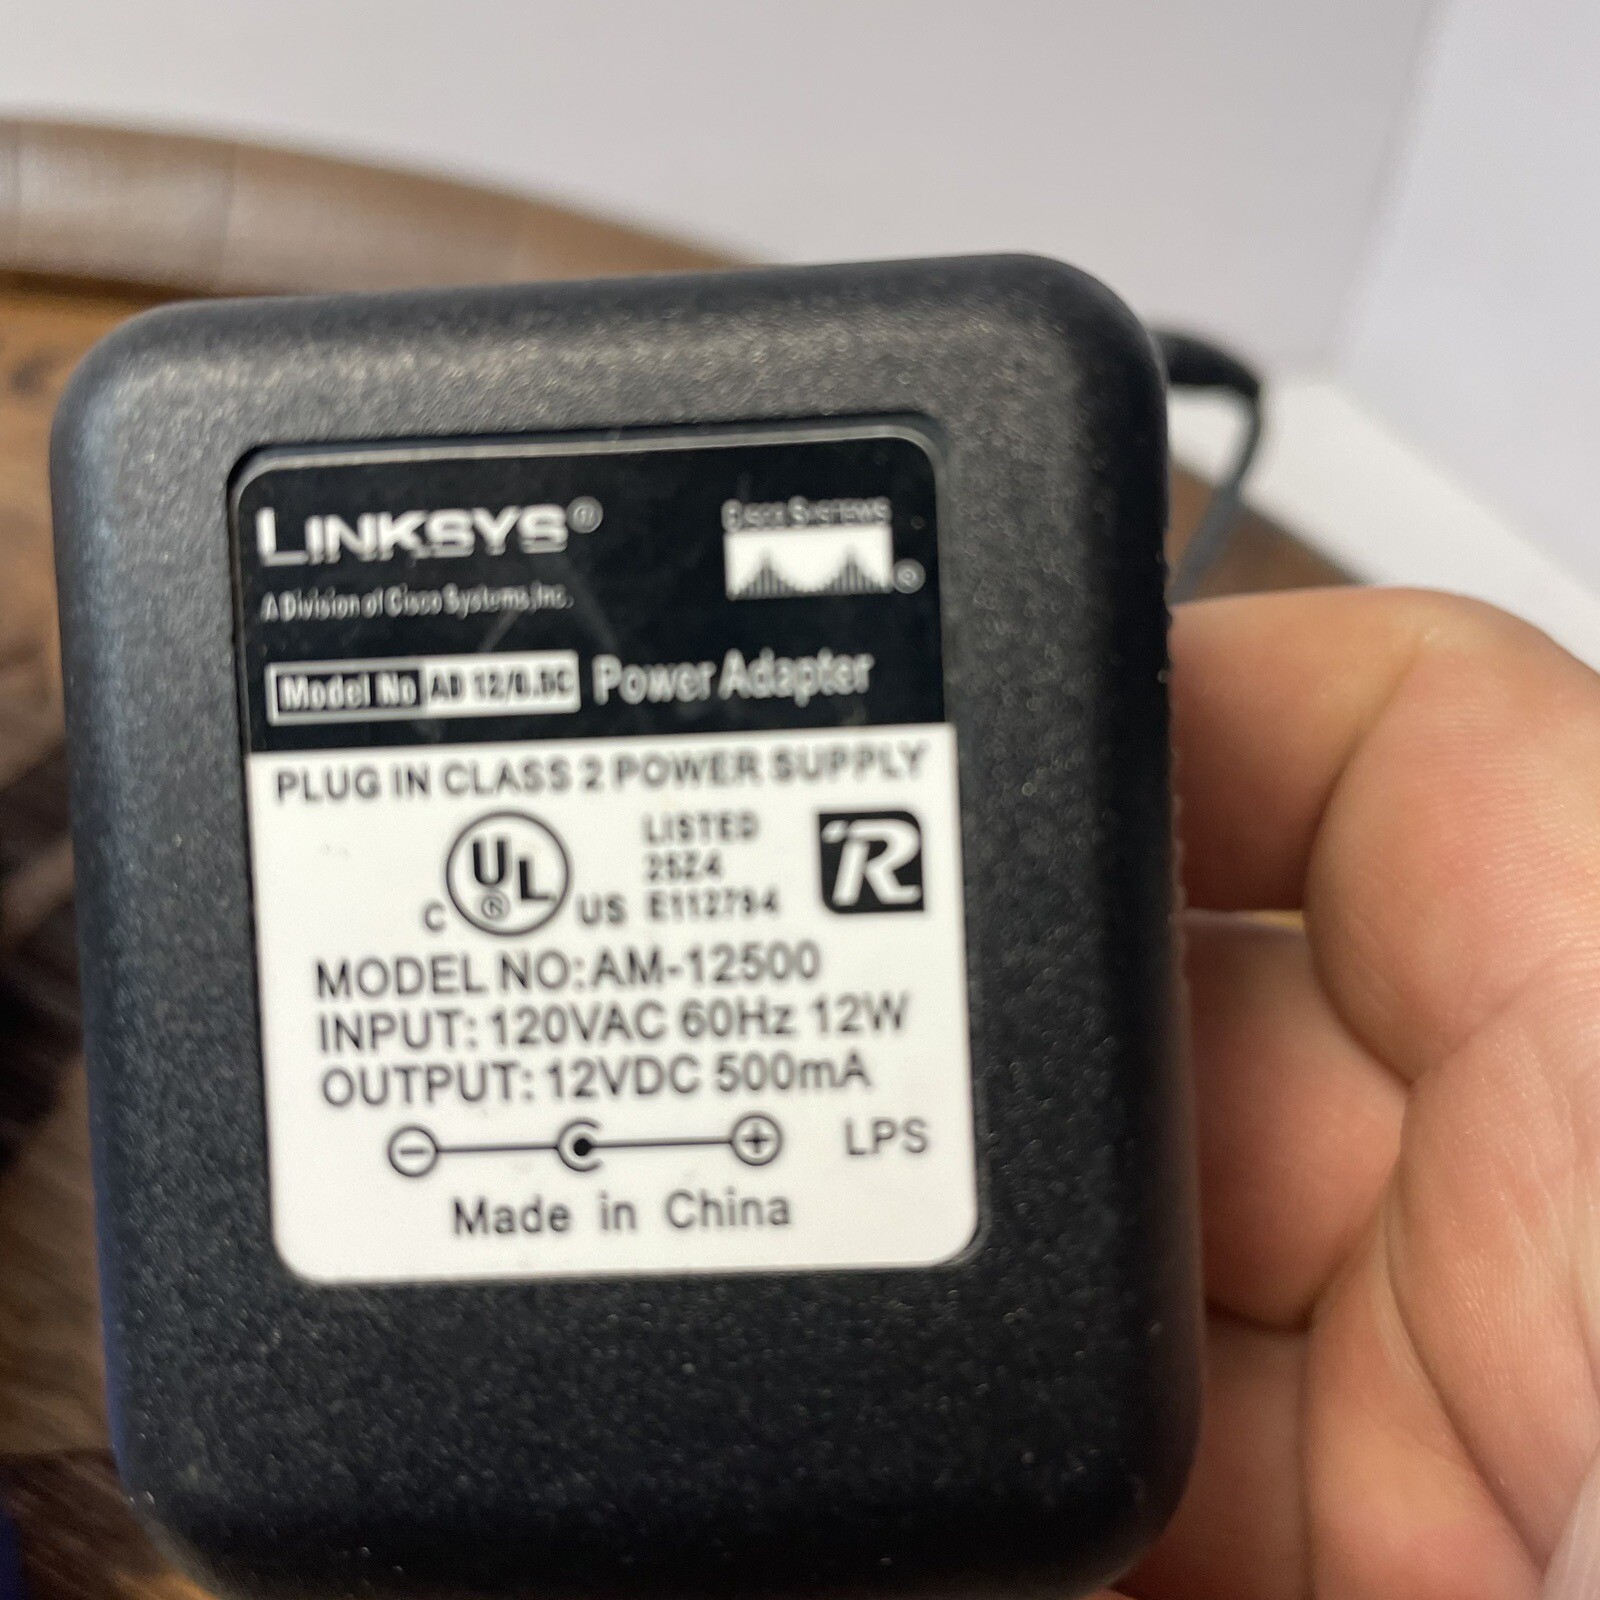 LINKSYS®
Cisco Systems
®
A Division of Cisco Systems, Inc.
Model No AD 12/0.5C Power Adapter
PLUG IN CLASS 2 POWER SUPPLY
C UL ® US
LISTED
25Z4
E112784
R
MODEL NO: AM-12500
INPUT: 120VAC 60Hz 12W
OUTPUT: 12VDC 500mA
LPS
Made in China